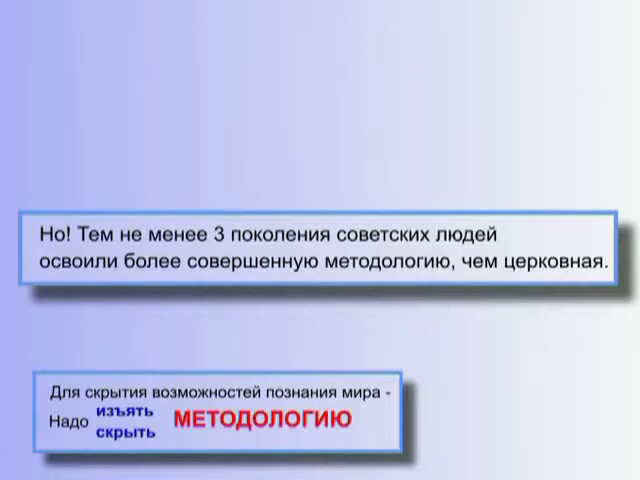 Но! Тем не менее 3 поколения советских людей
освоили более совершенную методологию, чем церковная.
Для скрытия возможностей познания мира -
изъять
Надо МЕТОДОЛОГИЮ
скрыть